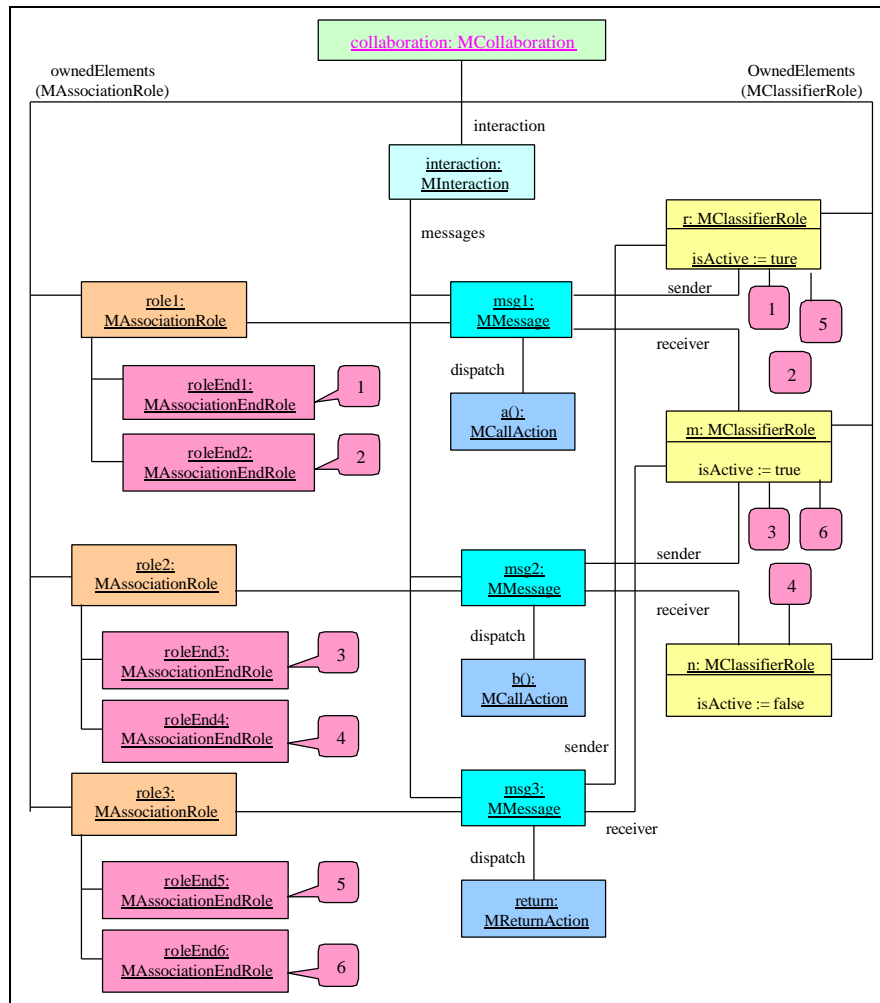 collaboration: MCollaboration
ownedElements
(MAssociationRole)
OwnedElements
(MClassifierRole)
interaction
interaction:
MInteraction
messages
r: MClassifierRole
isActive := ture
sender
1
5
role1:
MAssociationRole
msg1:
MMessage
receiver
2
dispatch
roleEnd1:
MAssociationEndRole
1
a():
MCallAction
m: MClassifierRole
isActive := true
roleEnd2:
MAssociationEndRole
2
3
6
sender
role2:
MAssociationRole
msg2:
MMessage
4
receiver
dispatch
roleEnd3:
MAssociationEndRole
3
n: MClassifierRole
isActive := false
b():
MCallAction
roleEnd4:
MAssociationEndRole
4
sender
role3:
MAssociationRole
msg3:
MMessage
receiver
dispatch
roleEnd5:
MAssociationEndRole
5
return:
MReturnAction
roleEnd6:
MAssociationEndRole
6